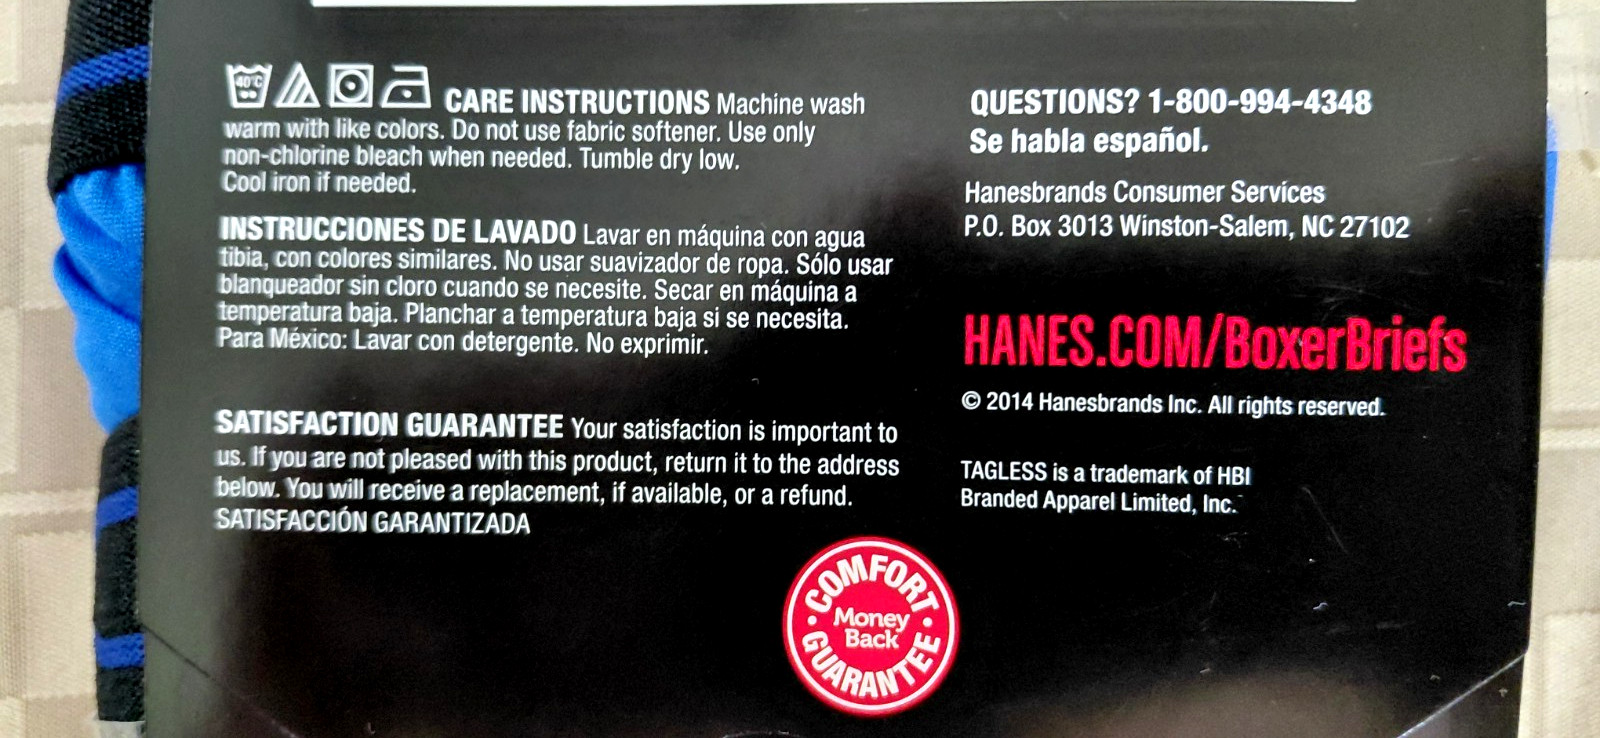 40°C
CARE INSTRUCTIONS Machine wash
warm with like colors. Do not use fabric softener. Use only
non-chlorine bleach when needed. Tumble dry low.
Cool iron if needed.
INSTRUCCIONES DE LAVADO Lavar en máquina con agua
tibia, con colores similares. No usar suavizador de ropa. Sólo usar
blanqueador sin cloro cuando se necesite. Secar en máquina a
temperatura baja. Planchar a temperatura baja si se necesita.
Para México: Lavar con detergente. No exprimir.
SATISFACTION GUARANTEE Your satisfaction is important to
us. If you are not pleased with this product, return it to the address
below. You will receive a replacement, if available, or a refund.
SATISFACCIÓN GARANTIZADA
QUESTIONS? 1-800-994-4348
Se habla español.
Hanesbrands Consumer Services
P.O. Box 3013 Winston-Salem, NC 27102
HANES.COM/BoxerBriefs
© 2014 Hanesbrands Inc. All rights reserved.
TAGLESS is a trademark of HBI
Branded Apparel Limited, Inc.
COMFORT
Money
Back
GUARANTEE